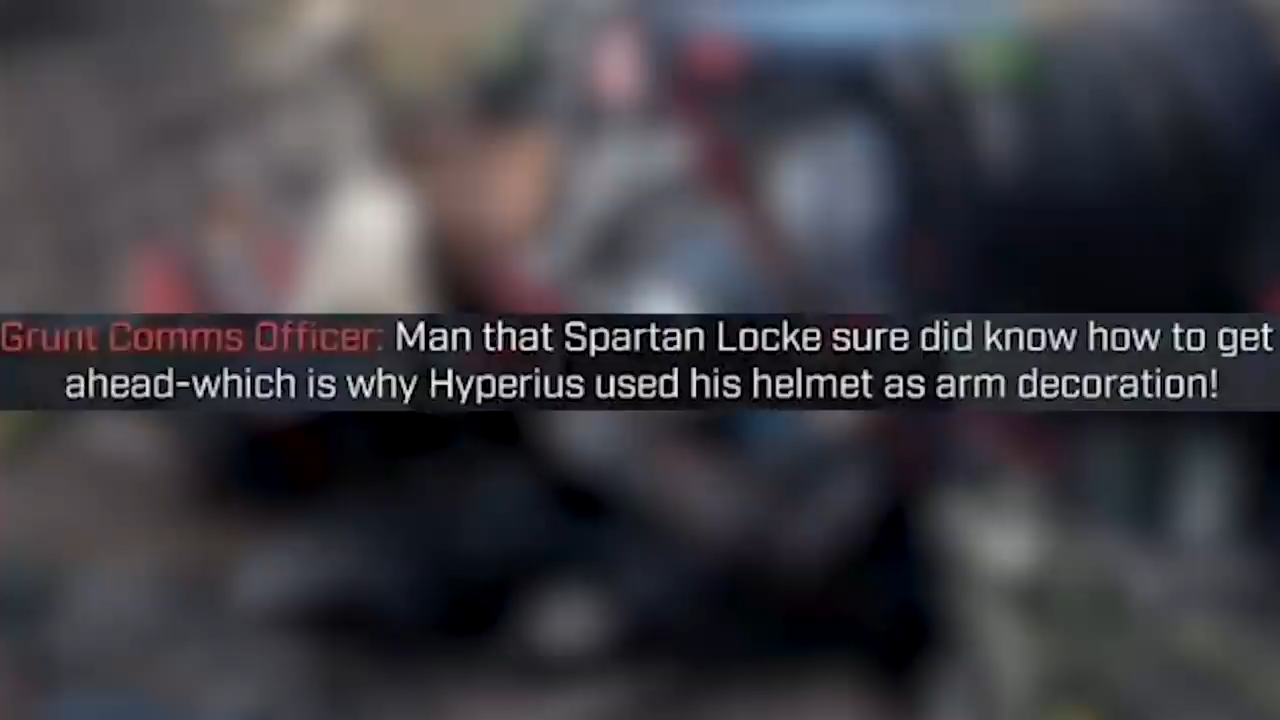 Grunt Comms Officer: Man that Spartan Locke sure did know how to get
ahead-which is why Hyperius used his helmet as arm decoration!